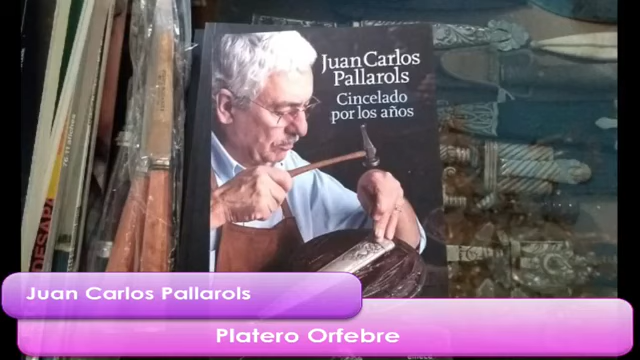 Juan Carlos
Pallarols
Cincelado
por los años
Juan Carlos Pallarols
Platero Orfebre